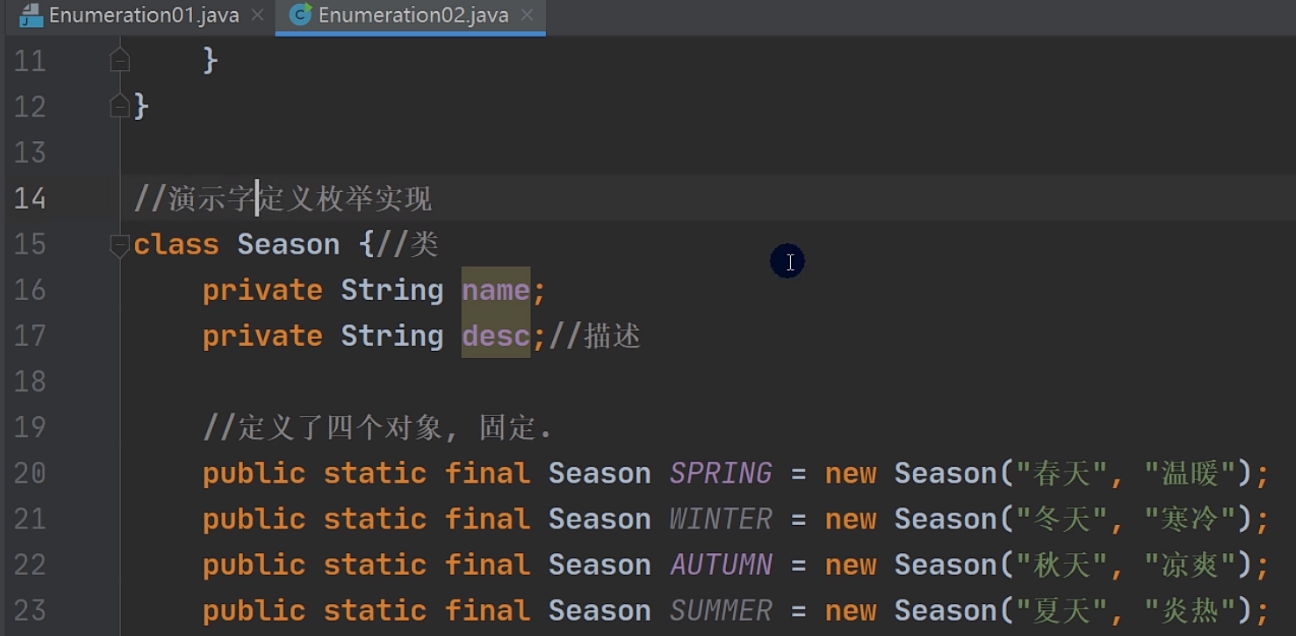 Enumeration01.java Enumeration02.java
11 }
12 }
13
14 //演示字定义枚举实现
15 class Season {//类
16 private String name;
17 private String desc;//描述
18
19 //定义了四个对象, 固定.
20 public static final Season SPRING = new Season("春天", "温暖");
21 public static final Season WINTER = new Season("冬天", "寒冷");
22 public static final Season AUTUMN = new Season("秋天", "凉爽");
23 public static final Season SUMMER = new Season("夏天", "炎热");